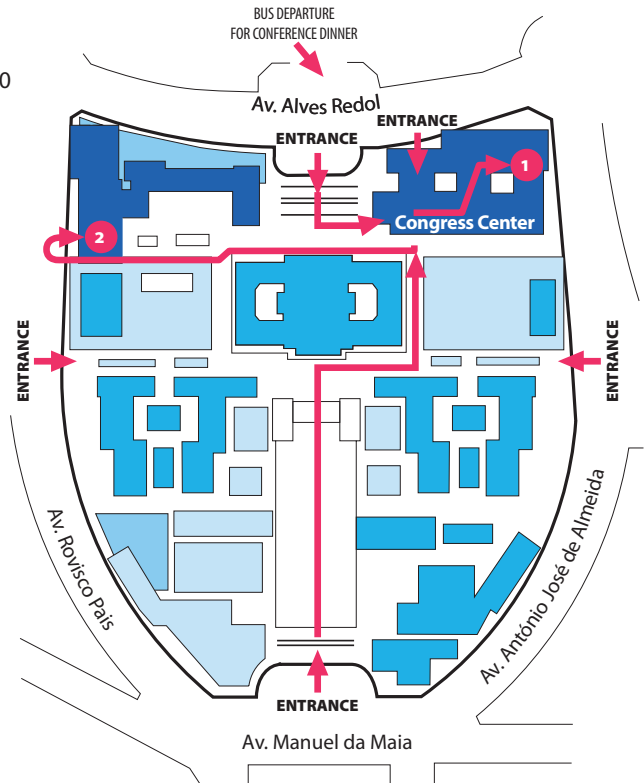 BUS DEPARTURE
FOR CONFERENCE DINNER
0
Av. Alves Redol
ENTRANCE
ENTRANCE
1
Congress Center
2
ENTRANCE
ENTRANCE
Av. Rovisco Pais
Av. António José de Almeida
ENTRANCE
Av. Manuel da Maia